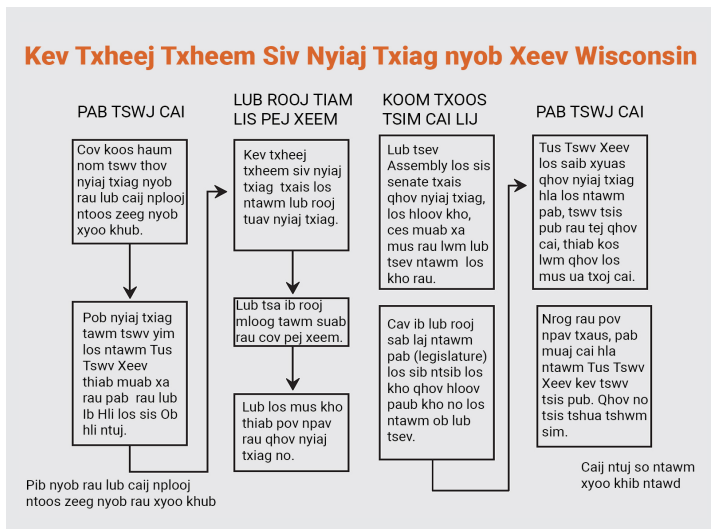 Kev Txheej Txheem Siv Nyiaj Txiag nyob Xeev Wisconsin
PAB TSWJ CAI
Cov koos haum
nom tswv thov
nyiaj txiag nyob
rau lub caij nplooj
ntoos zeeg nyob
xyoo khub.
Pob nyiaj txiag
tawm tswv yim
los ntawm Tus
Tswv Xeev
thiab muab xa
rau pab rau lub
Ib Hli los sis Ob
hli ntuj.
Pib nyob rau lub caij nplooj
ntoos zeeg nyob rau xyoo khub
LUB ROOJ TIAM
LIS PEJ XEEM
Kev txheej
txheem siv nyiaj
txiag txais los
ntawm lub rooj
tuav nyiaj txiag.
Lub tsa ib rooj
mloog tawm suab
rau cov pej xeem.
Lub los mus kho
thiab pov npav
rau qhov nyiaj
txiag no.
KOOM TXOOS
TSIM CAI LIJ
Lub tsev
Assembly los sis
senate txais
qhov nyiaj txiag,
los hloov kho,
ces muab xa
mus rau lwm lub
tsev ntawm los
kho rau.
Cav ib lub rooj
sab laj ntawm
pab (legislature)
los sib ntsib los
kho qhov hloov
paub kho no los
ntawm ob lub
tsev.
PAB TSWJ CAI
Tus Tswv Xeev
los saib xyuas
qhov nyiaj txiag
hla los ntawm
pab, tswv tsis
pub rau tej qhov
cai, thiab kos
lwm qhov los
mus ua txoj cai.
Nrog rau pov
npav txaus, pab
muaj cai hla
ntawm Tus Tswv
Xeev kev tswv
tsis pub. Qhov no
tsis tshua tshwm
sim.
Caij ntuj so ntawm
xyoo khib ntawd